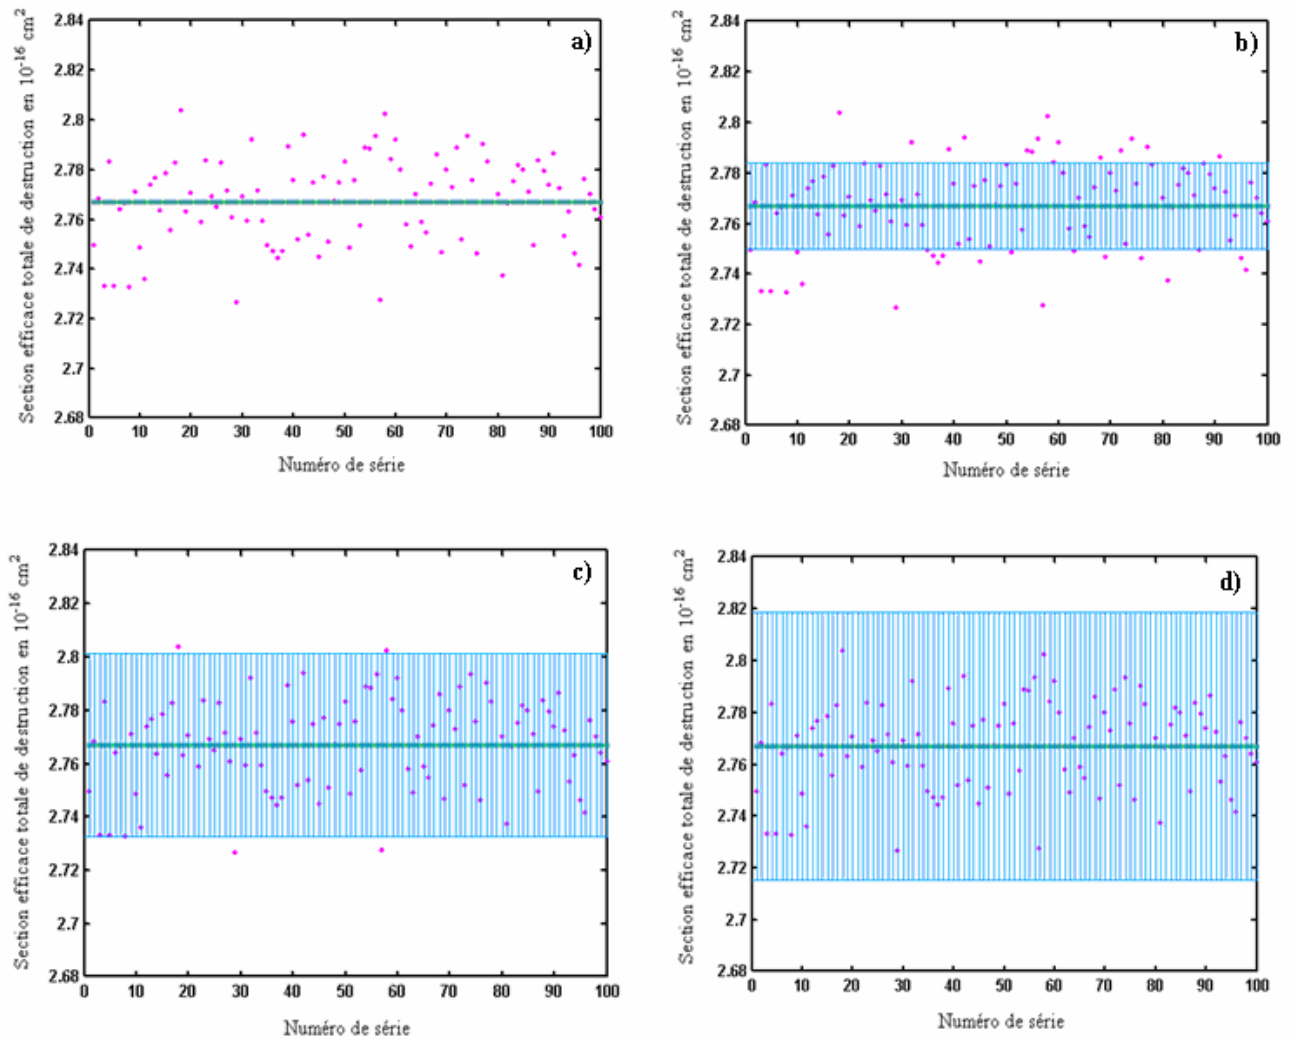 a)
Section efficace totale de destruction en 10⁻¹⁶ cm²
2.84
2.82
2.8
2.78
2.76
2.74
2.72
2.7
2.68
0 10 20 30 40 50 60 70 80 90 100
Numéro de série
b)
Section efficace totale de destruction en 10⁻¹⁶ cm²
2.84
2.82
2.8
2.78
2.76
2.74
2.72
2.7
2.68
0 10 20 30 40 50 60 70 80 90 100
Numéro de série
c)
Section efficace totale de destruction en 10⁻¹⁶ cm²
2.84
2.82
2.8
2.78
2.76
2.74
2.72
2.7
2.68
0 10 20 30 40 50 60 70 80 90 100
Numéro de série
d)
Section efficace totale de destruction en 10⁻¹⁶ cm²
2.84
2.82
2.8
2.78
2.76
2.74
2.72
2.7
2.68
0 10 20 30 40 50 60 70 80 90 100
Numéro de série